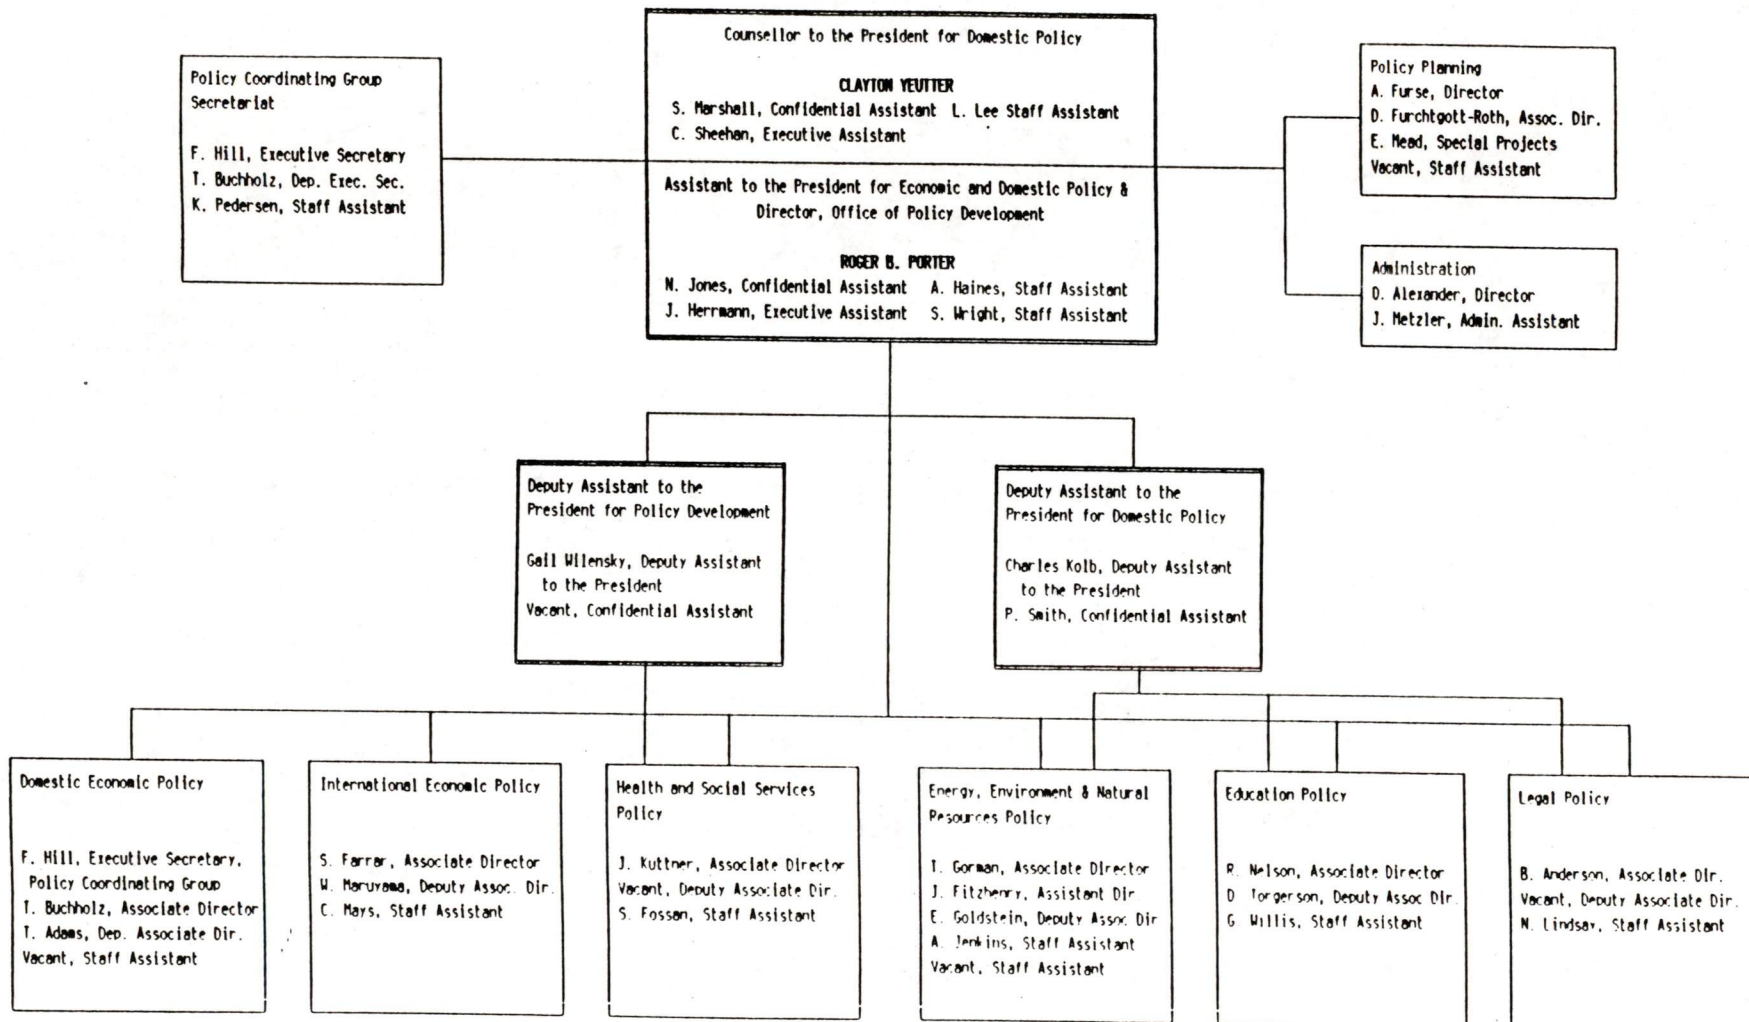 Counsellor to the President for Domestic Policy
CLAYTON YEUTTER
S. Marshall, Confidential Assistant L. Lee Staff Assistant
C. Sheehan, Executive Assistant
Assistant to the President for Economic and Domestic Policy &
Director, Office of Policy Development
ROGER B. PORTER
N. Jones, Confidential Assistant A. Haines, Staff Assistant
J. Herrmann, Executive Assistant S. Wright, Staff Assistant
Policy Coordinating Group
Secretariat
F. Hill, Executive Secretary
T. Buchholz, Dep. Exec. Sec.
K. Pedersen, Staff Assistant
Policy Planning
A. Furse, Director
D. Furchtgott-Roth, Assoc. Dir.
E. Mead, Special Projects
Vacant, Staff Assistant
Administration
O. Alexander, Director
J. Metzler, Admin. Assistant
Deputy Assistant to the
President for Policy Development
Gail Wilensky, Deputy Assistant
to the President
Vacant, Confidential Assistant
Deputy Assistant to the
President for Domestic Policy
Charles Kolb, Deputy Assistant
to the President
P. Smith, Confidential Assistant
Domestic Economic Policy
F. Hill, Executive Secretary,
Policy Coordinating Group
T. Buchholz, Associate Director
T. Adams, Dep. Associate Dir.
Vacant, Staff Assistant
International Economic Policy
S. Farrar, Associate Director
W. Maruyama, Deputy Assoc. Dir.
C. Mays, Staff Assistant
Health and Social Services
Policy
J. Kuttner, Associate Director
Vacant, Deputy Associate Dir.
S. Fossan, Staff Assistant
Energy, Environment & Natural
Resources Policy
T. Gorman, Associate Director
J. Fitzhenry, Assistant Dir.
E. Goldstein, Deputy Assoc. Dir
A. Jenkins, Staff Assistant
Vacant, Staff Assistant
Education Policy
R. Nelson, Associate Director
D Torgerson, Deputy Assoc Dir.
G Willis, Staff Assistant
Legal Policy
B. Anderson, Associate Dir.
Vacant, Deputy Associate Dir.
N. Lindsay, Staff Assistant